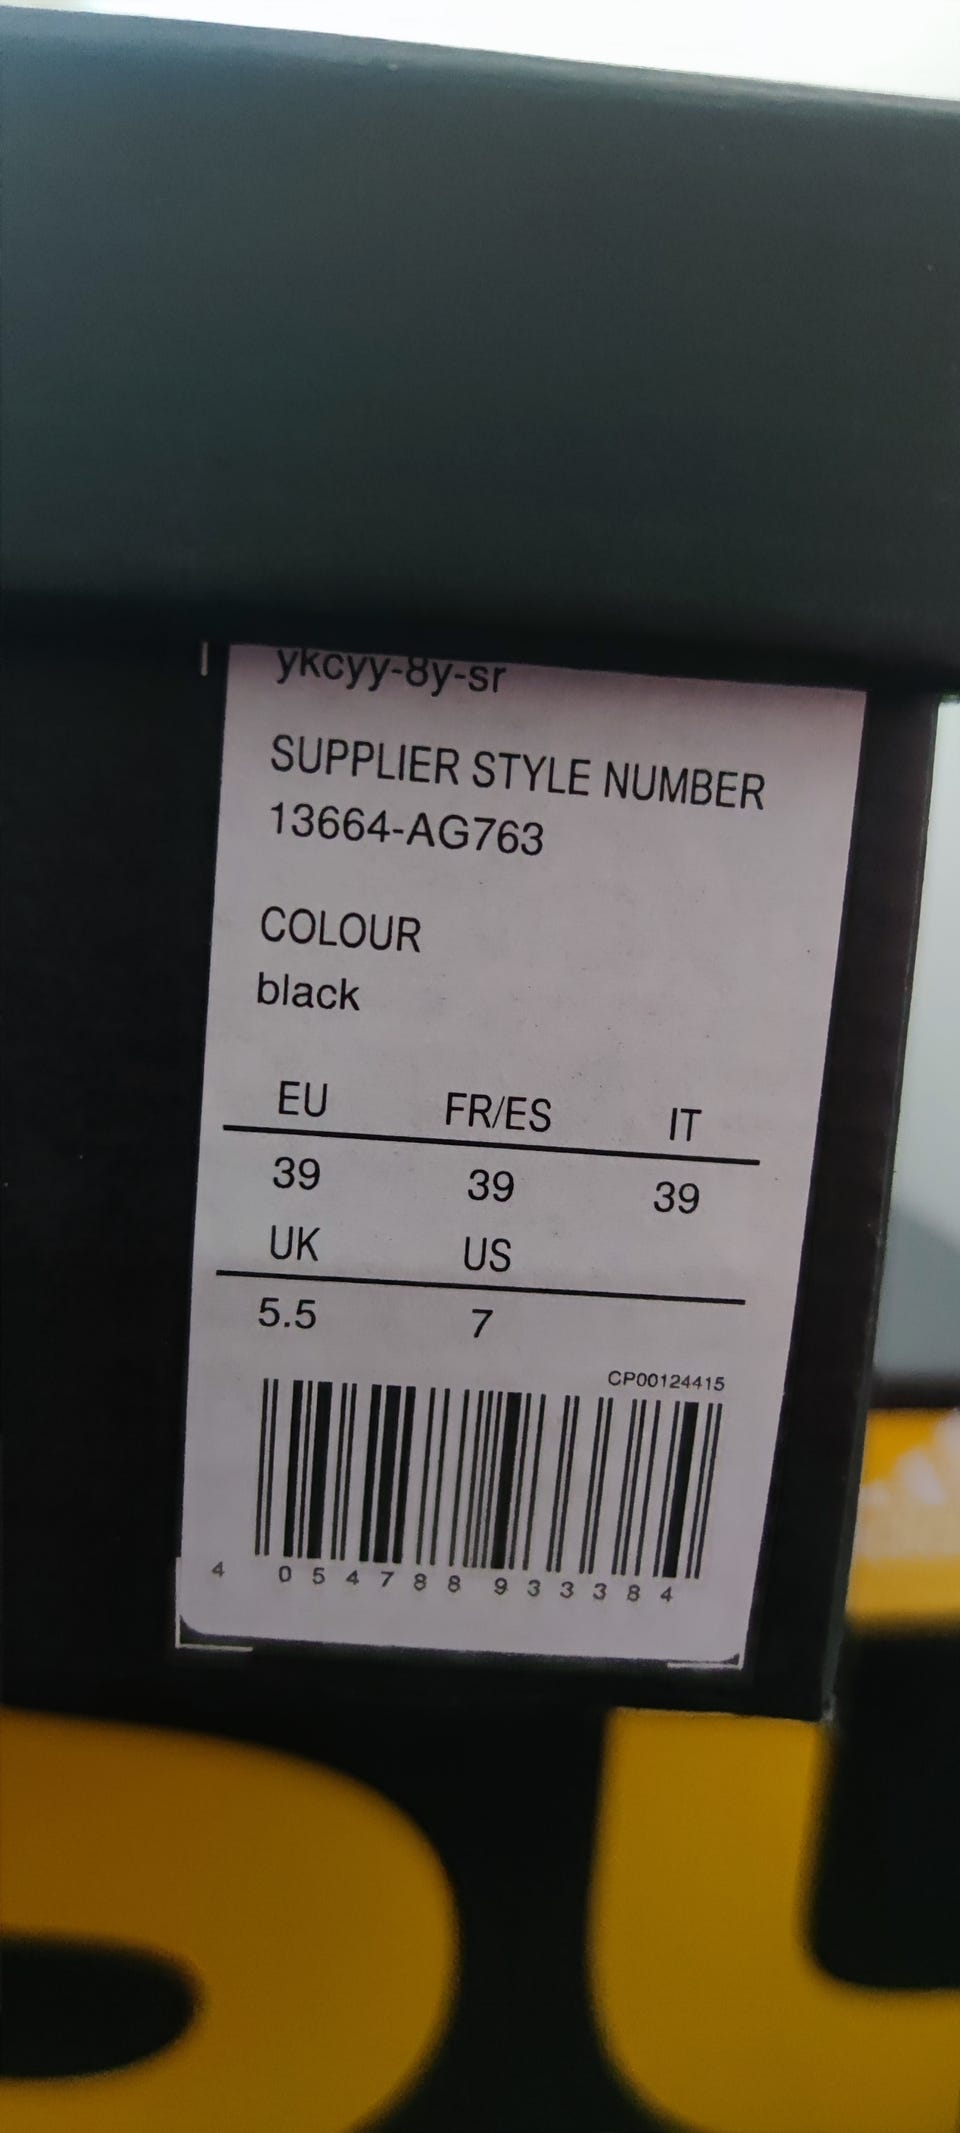 ykcyy-8y-sr
SUPPLIER STYLE NUMBER
13664-AG763
COLOUR
black
EU FR/ES IT
39 39 39
UK US
5.5 7
CP00124415
4 054788 933384